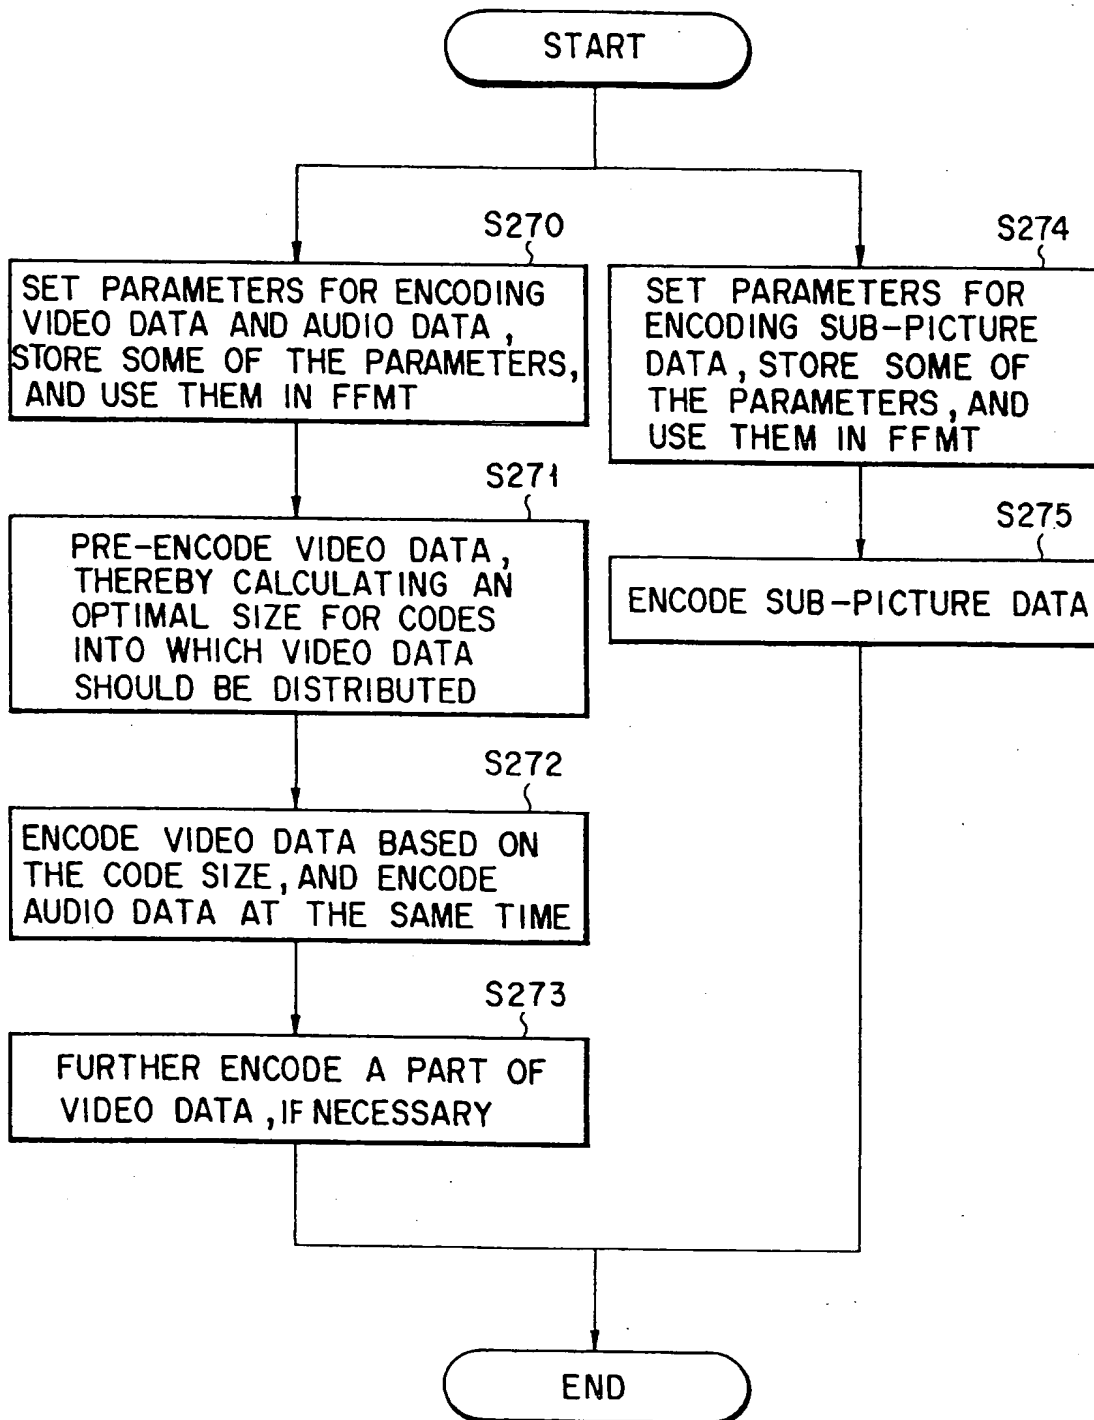 START
S270
SET PARAMETERS FOR ENCODING
VIDEO DATA AND AUDIO DATA,
STORE SOME OF THE PARAMETERS,
AND USE THEM IN FFMT
S271
PRE-ENCODE VIDEO DATA,
THEREBY CALCULATING AN
OPTIMAL SIZE FOR CODES
INTO WHICH VIDEO DATA
SHOULD BE DISTRIBUTED
S272
ENCODE VIDEO DATA BASED ON
THE CODE SIZE, AND ENCODE
AUDIO DATA AT THE SAME TIME
S273
FURTHER ENCODE A PART OF
VIDEO DATA, IF NECESSARY
S274
SET PARAMETERS FOR
ENCODING SUB-PICTURE
DATA, STORE SOME OF
THE PARAMETERS, AND
USE THEM IN FFMT
S275
ENCODE SUB-PICTURE DATA
END